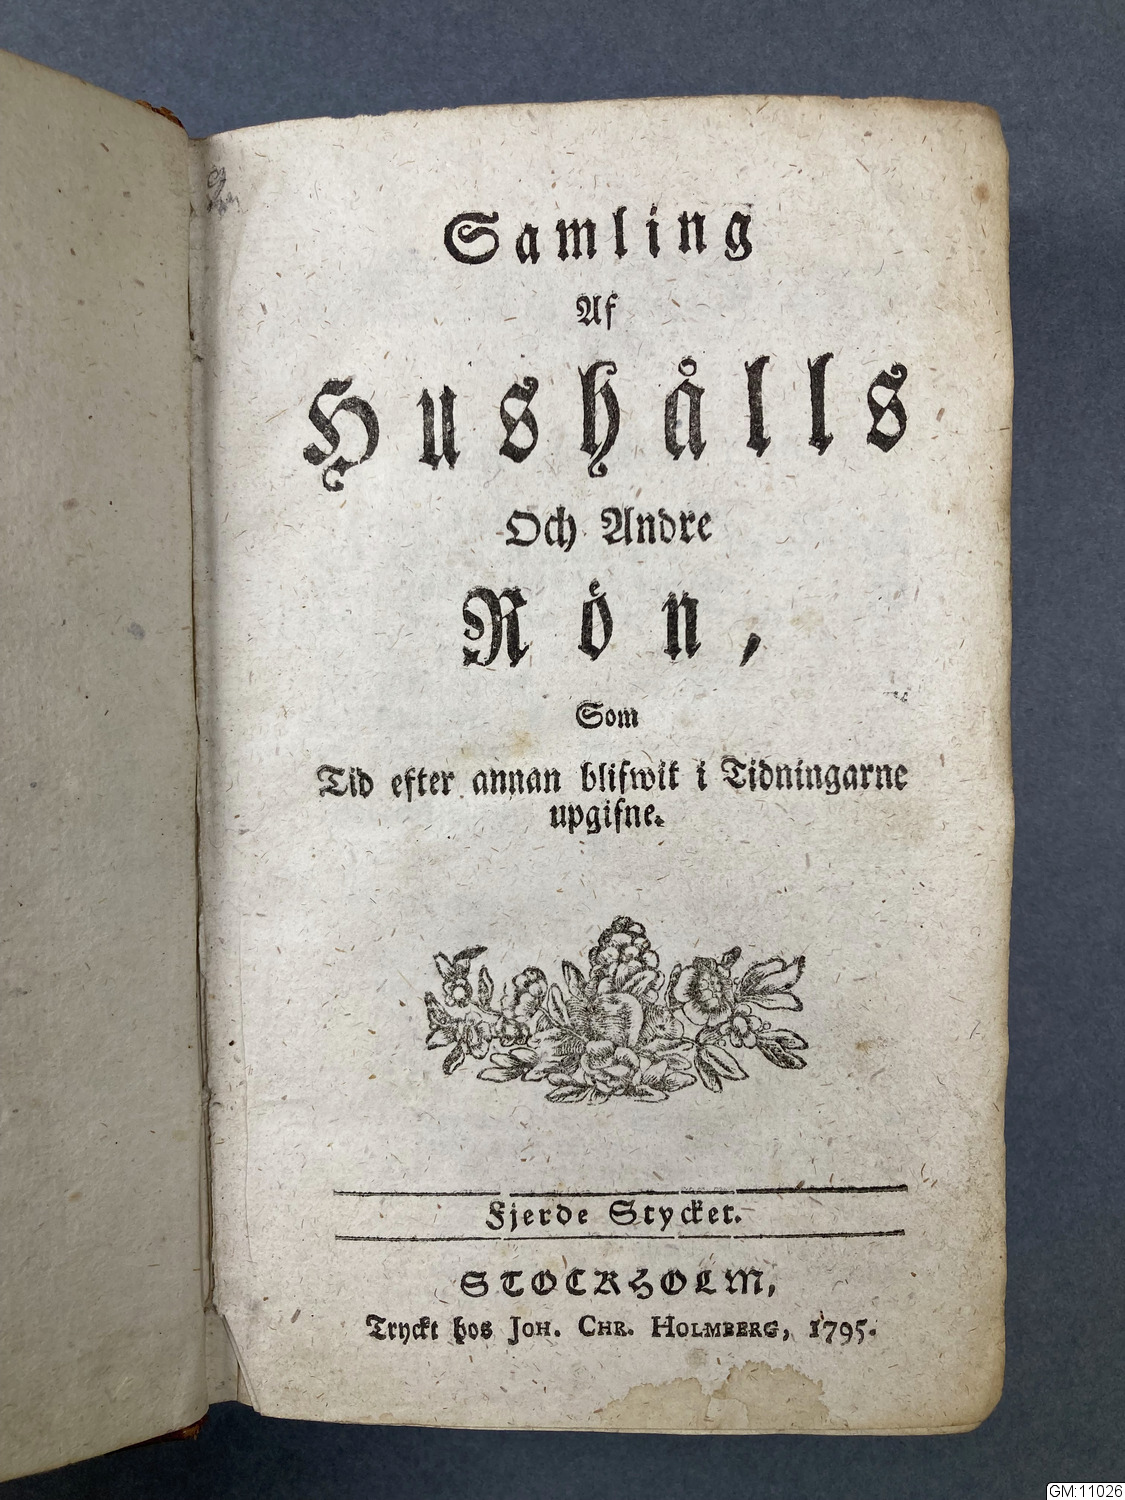 Samling
Af
Hushålls
Och Andre
Rön,
Som
Tid efter annan blifwit i Tidningarne
upgifne.
Fjerde Stycket.
STOCKHOLM,
Tryckt hos JOH. CHR. HOLMBERG, 1795.
GM:11026